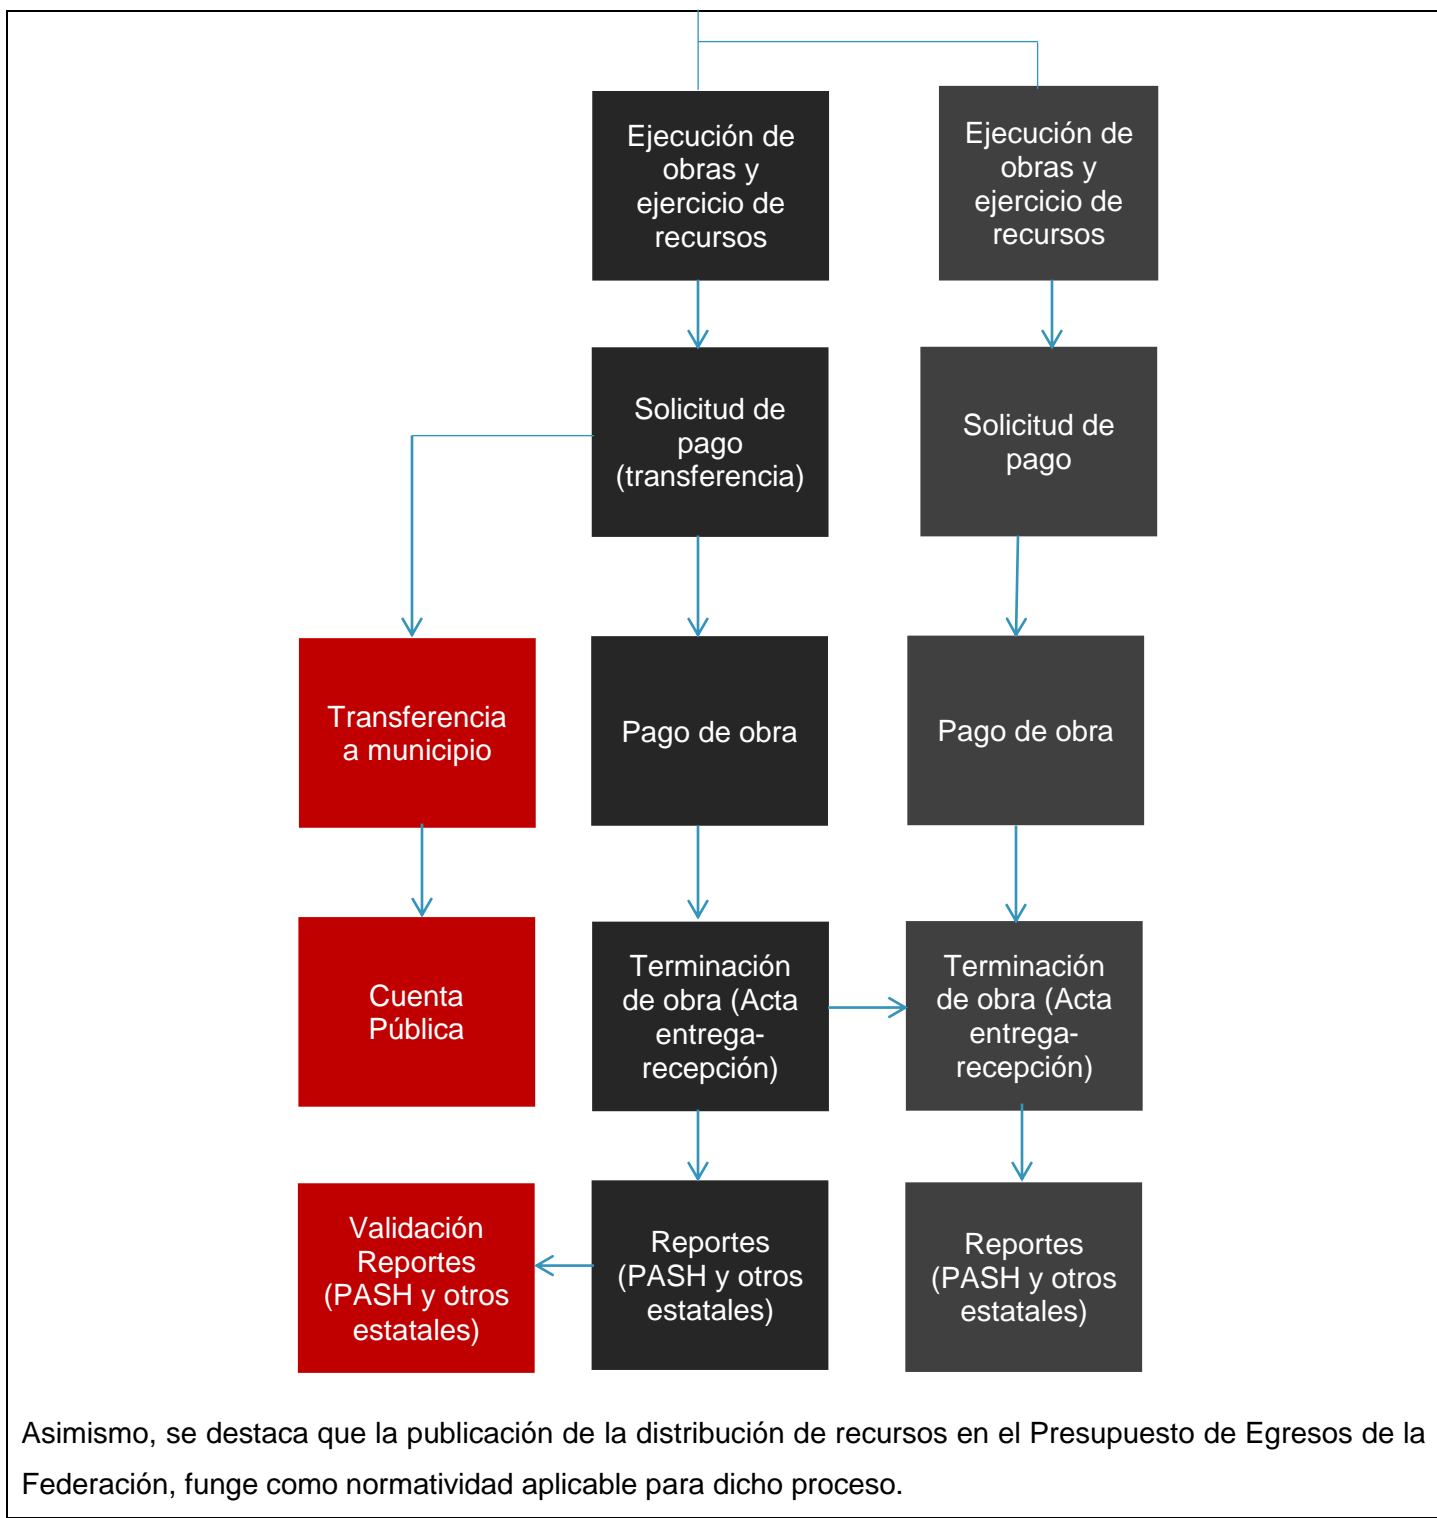 Ejecución de
obras y
ejercicio de
recursos
Ejecución de
obras y
ejercicio de
recursos
Solicitud de
pago
(transferencia)
Solicitud de
pago
Transferencia
a municipio
Pago de obra
Pago de obra
Cuenta
Pública
Terminación
de obra (Acta
entrega-
recepción)
Terminación
de obra (Acta
entrega-
recepción)
Validación
Reportes
(PASH y otros
estatales)
Reportes
(PASH y otros
estatales)
Reportes
(PASH y otros
estatales)
Asimismo, se destaca que la publicación de la distribución de recursos en el Presupuesto de Egresos de la
Federación, funge como normatividad aplicable para dicho proceso.